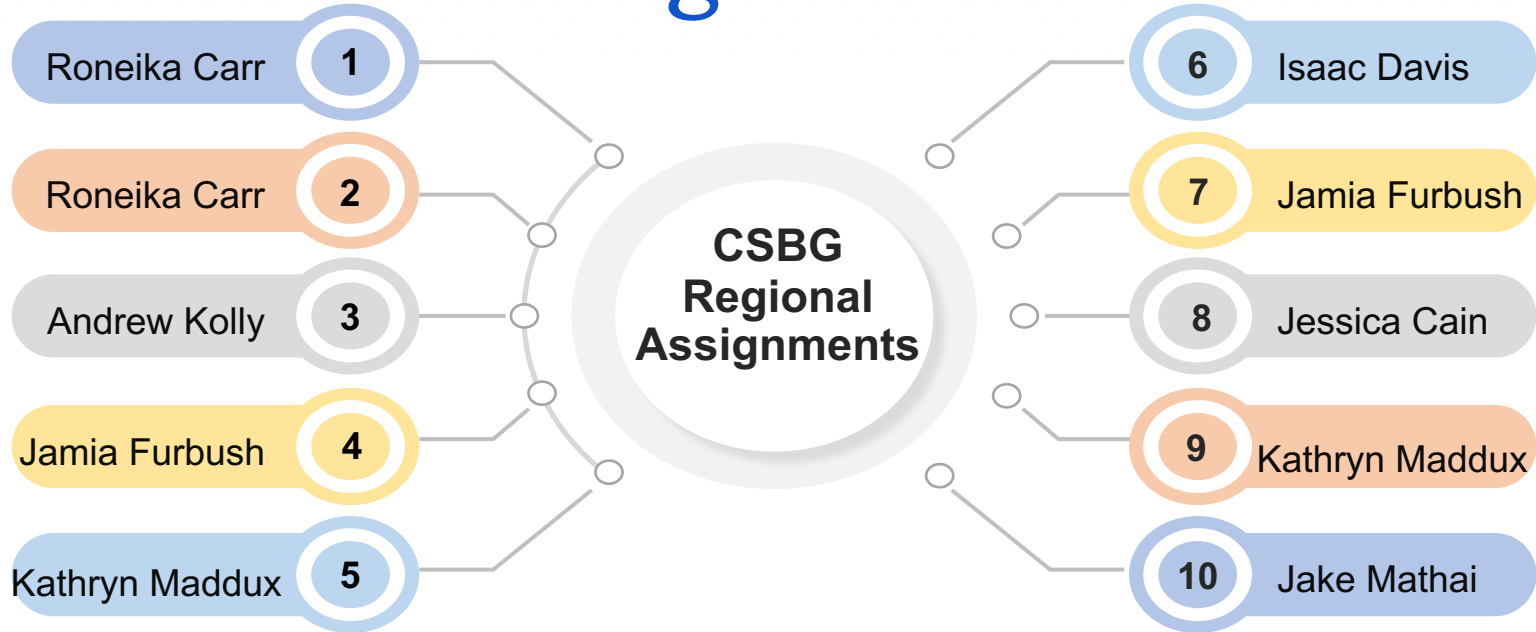 Roneika Carr 1
Roneika Carr 2
Andrew Kolly 3
Jamia Furbush 4
Kathryn Maddux 5
CSBG
Regional
Assignments
6 Isaac Davis
7 Jamia Furbush
8 Jessica Cain
9 Kathryn Maddux
10 Jake Mathai